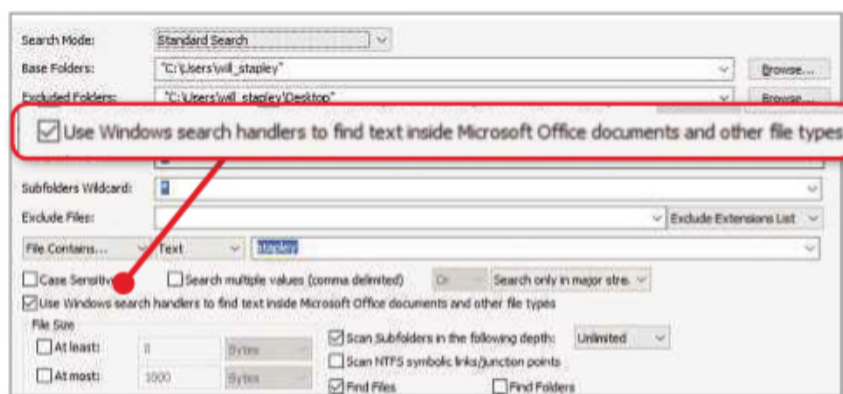 Search Mode: Standard Search
Base Folders: "C:\Users\will_stapley" Browse...
Excluded Folders: "C:\Users\will_stapley\Desktop" Browse...
Use Windows search handlers to find text inside Microsoft Office documents and other file types
Subfolders Wildcard: *
Exclude Files: Exclude Extensions List
File Contains... Text stapley
Case Search multiple values (comma delimited) Or Search only in major stre
Use Windows search handlers to find text inside Microsoft Office documents and other file types
File Size
At least: 0 Bytes Scan Subfolders in the following depth: Unlimited
Scan NTFS symbolic links/junction points
At most: 1000 Bytes
Find Files Find Folders